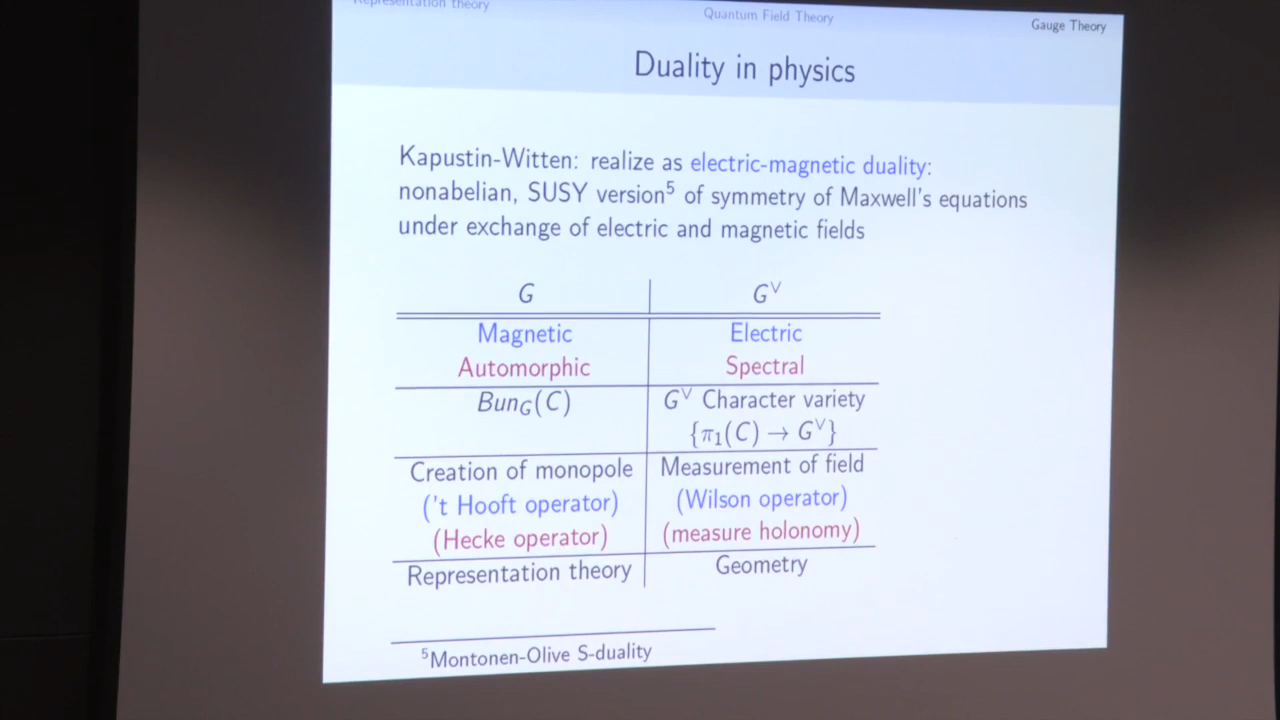 Representation theory
Quantum Field Theory
Gauge Theory
Duality in physics
Kapustin-Witten: realize as electric-magnetic duality:
nonabelian, SUSY version⁵ of symmetry of Maxwell's equations
under exchange of electric and magnetic fields
G G∨
Magnetic Electric
Automorphic Spectral
Bun_G(C) G∨ Character variety
{π₁(C) → G∨}
Creation of monopole Measurement of field
('t Hooft operator) (Wilson operator)
(Hecke operator) (measure holonomy)
Representation theory Geometry
⁵Montonen-Olive S-duality